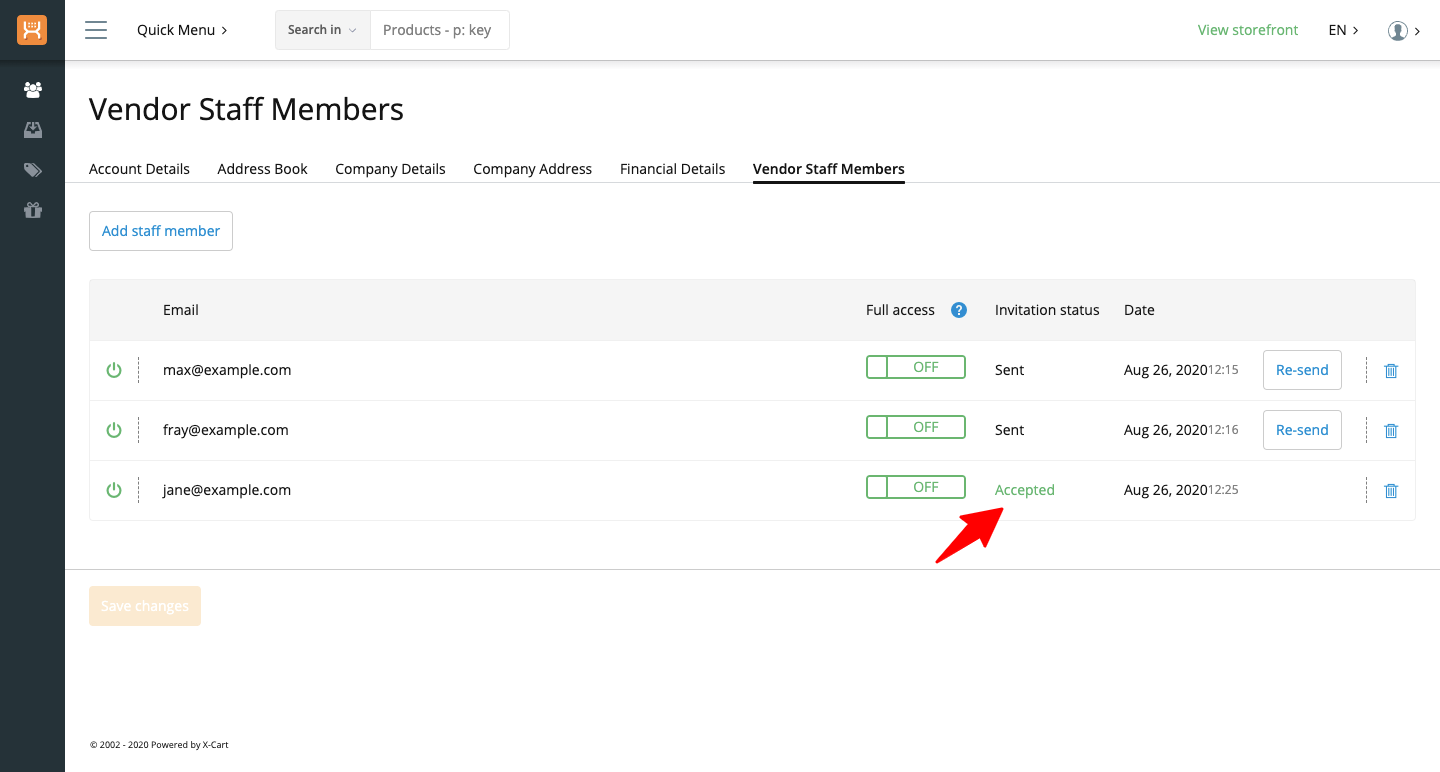 Quick Menu
Search in
Products - p: key
View storefront
EN
Vendor Staff Members
Account Details
Address Book
Company Details
Company Address
Financial Details
Vendor Staff Members
Add staff member
Email
Full access
?
Invitation status
Date
max@example.com
OFF
Sent
Aug 26, 2020 12:15
Re-send
fray@example.com
OFF
Sent
Aug 26, 2020 12:16
Re-send
jane@example.com
OFF
Accepted
Aug 26, 2020 12:25
Save changes
© 2002 - 2020 Powered by X-Cart